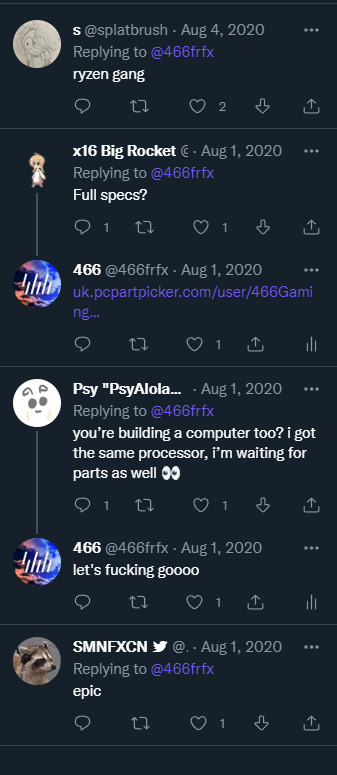 s @splatbrush · Aug 4, 2020
Replying to @466frfx
ryzen gang
2
x16 Big Rocket @ · Aug 1, 2020
Replying to @466frfx
Full specs?
1 1
466 @466frfx · Aug 1, 2020
uk.pcpartpicker.com/user/466Gami
ng...
1
Psy "PsyAlola... · Aug 1, 2020
Replying to @466frfx
you're building a computer too? i got
the same processor, i'm waiting for
parts as well 👀
1 1
466 @466frfx · Aug 1, 2020
let's fucking goooo
1
SMNFXCN @. · Aug 1, 2020
Replying to @466frfx
epic
1